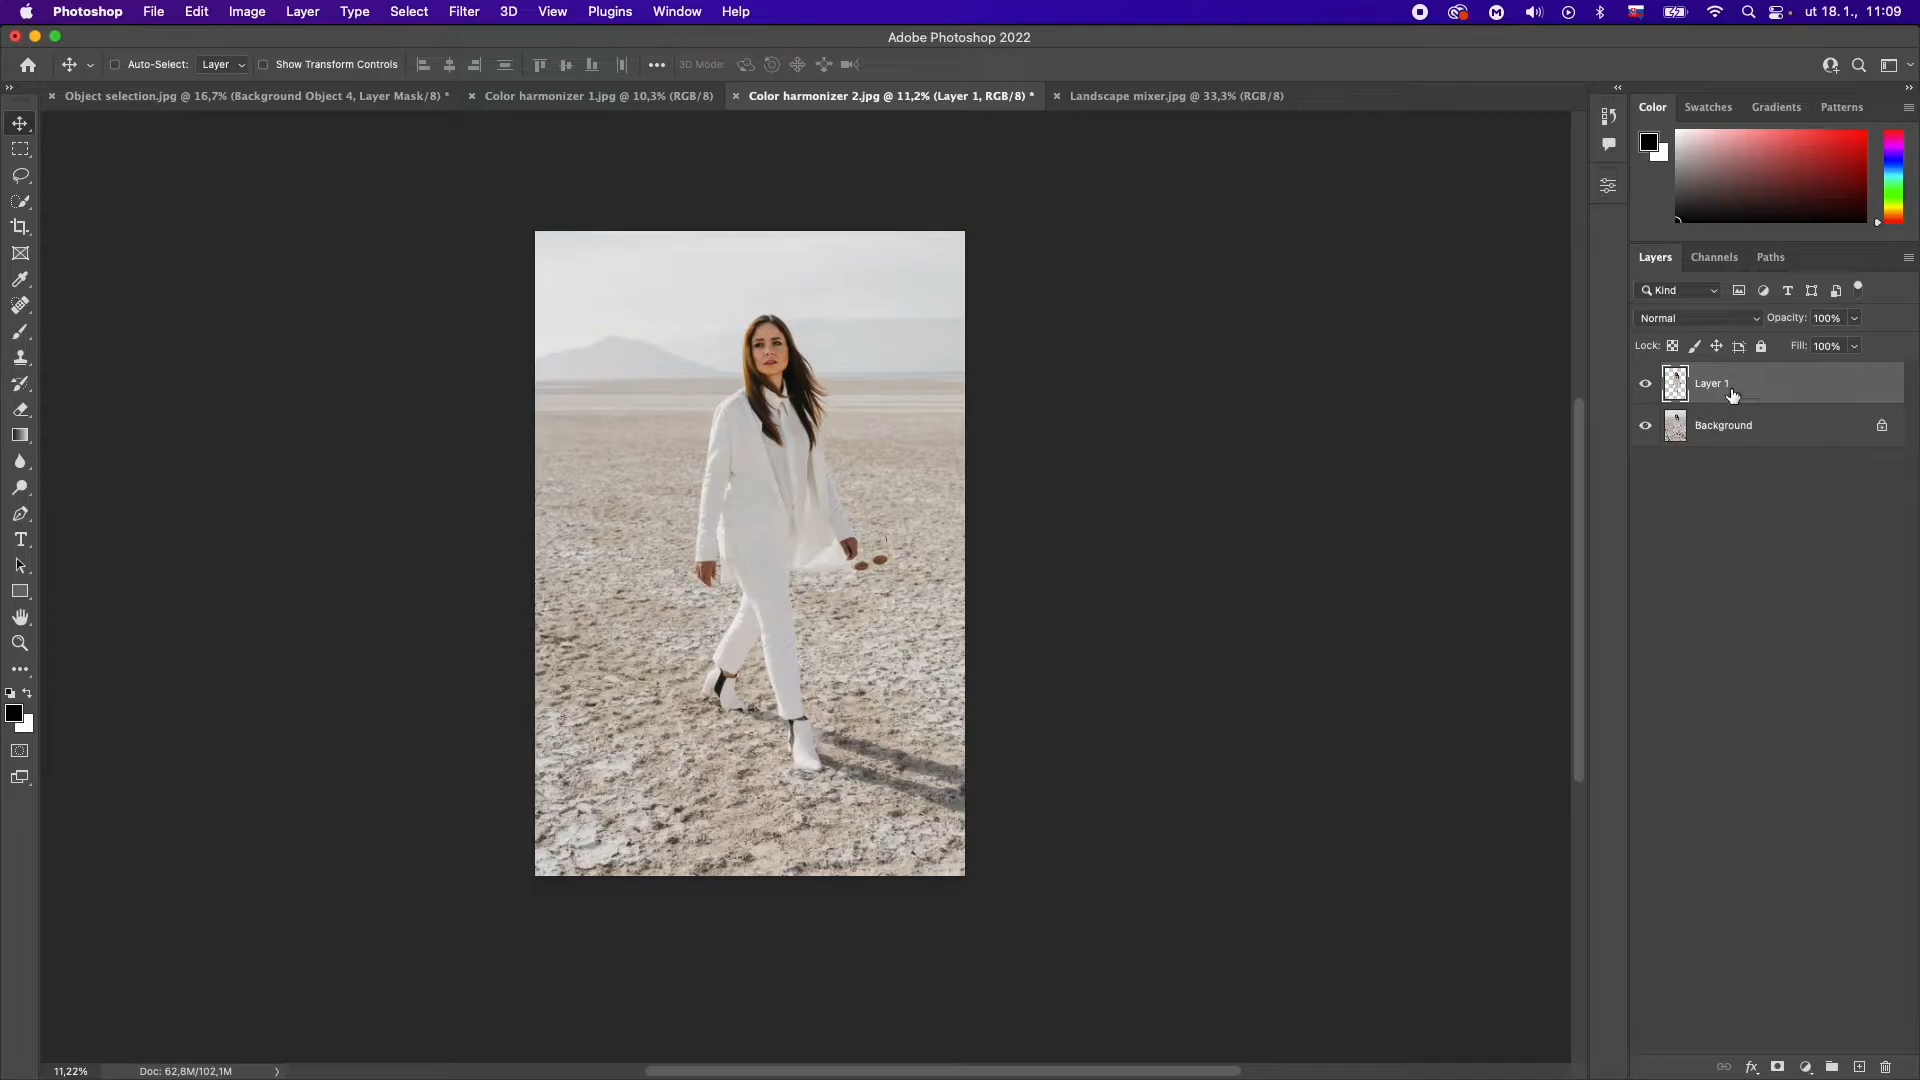 Photoshop File Edit Image Layer Type Select Filter 3D View Plugins Window Help ut 18.1., 11:09
Adobe Photoshop 2022
Auto-Select: Layer Show Transform Controls 3D Mode:
Object selection.jpg @ 16,7% (Background Object 4, Layer Mask/8) * Color harmonizer 1.jpg @ 10,3% (RGB/8) Color harmonizer 2.jpg @ 11,2% (Layer 1, RGB/8) * Landscape mixer.jpg @ 33,3% (RGB/8)
Color Swatches Gradients Patterns
Layers Channels Paths
Kind
Normal Opacity: 100%
Lock: Fill: 100%
Layer 1
Background
11,22% Doc: 62,8M/102,1M